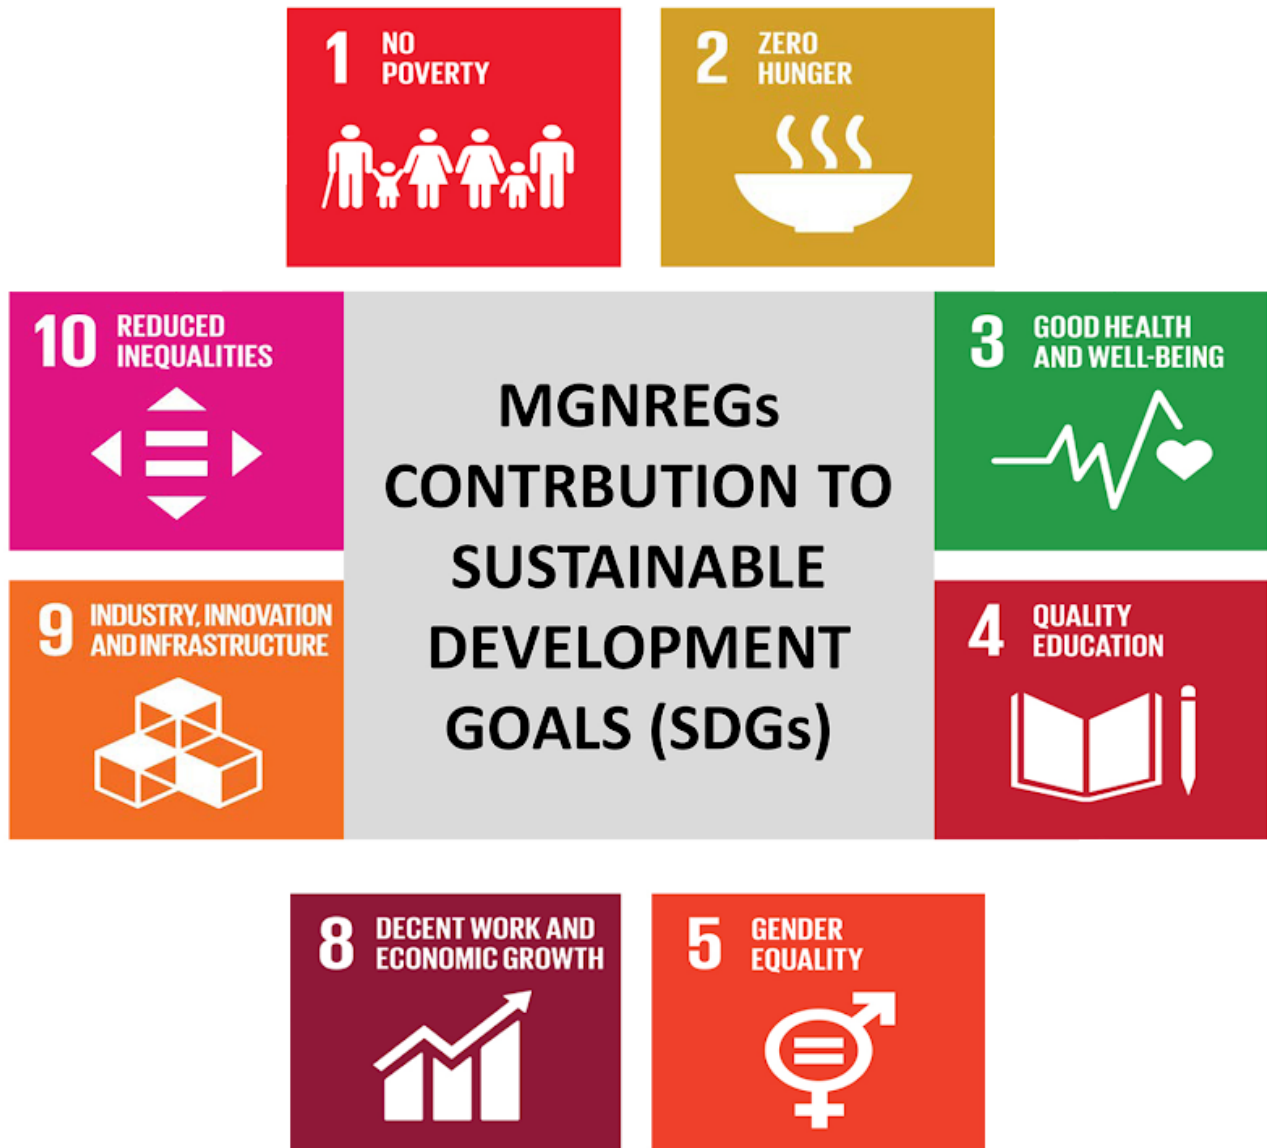 1 NO
POVERTY
2 ZERO
HUNGER
10 REDUCED
INEQUALITIES
MGNREGs
CONTRBUTION TO
SUSTAINABLE
DEVELOPMENT
GOALS (SDGs)
3 GOOD HEALTH
AND WELL-BEING
9 INDUSTRY, INNOVATION
AND INFRASTRUCTURE
4 QUALITY
EDUCATION
8 DECENT WORK AND
ECONOMIC GROWTH
5 GENDER
EQUALITY